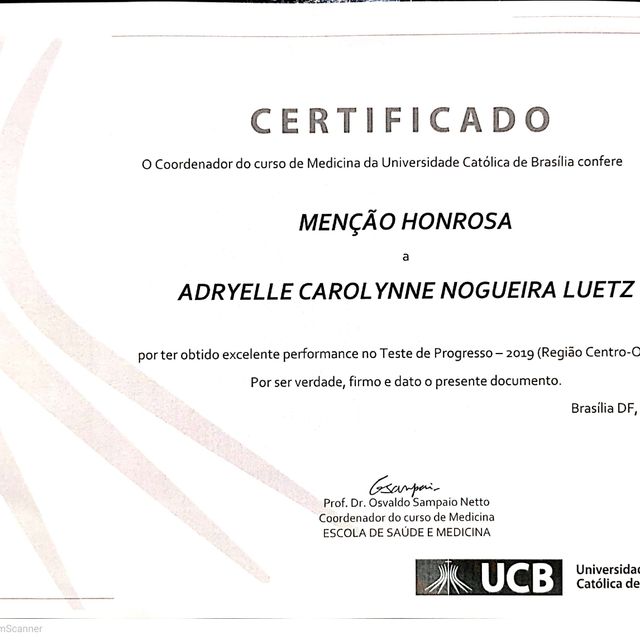 CERTIFICADO
O Coordenador do curso de Medicina da Universidade Católica de Brasília confere
MENÇÃO HONROSA
a
ADRYELLE CAROLYNNE NOGUEIRA LUETZ
por ter obtido excelente performance no Teste de Progresso – 2019 (Região Centro-O
Por ser verdade, firmo e dato o presente documento.
Brasília DF,
Gsampai
Prof. Dr. Osvaldo Sampaio Netto
Coordenador do curso de Medicina
ESCOLA DE SAÚDE E MEDICINA
UCB
Universidad
Católica de
mScanner